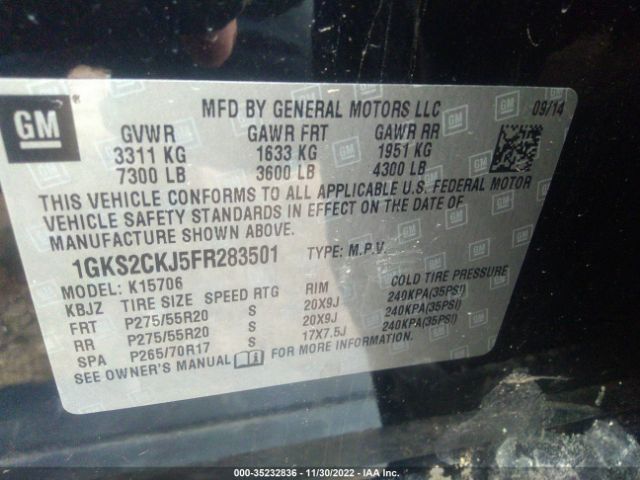 GM
MFD BY GENERAL MOTORS LLC 09/14
GVWR GAWR FRT GAWR RR
3311 KG 1633 KG 1951 KG
7300 LB 3600 LB 4300 LB
THIS VEHICLE CONFORMS TO ALL APPLICABLE U.S. FEDERAL MOTOR
VEHICLE SAFETY STANDARDS IN EFFECT ON THE DATE OF
MANUFACTURE SHOWN ABOVE.
1GKS2CKJ5FR283501 TYPE: M.P.V
MODEL: K15706
KBJZ TIRE SIZE SPEED RTG RIM COLD TIRE PRESSURE
FRT P275/55R20 S 20X9J 240KPA(35PSI)
RR P275/55R20 S 20X9J 240KPA(35PSI)
SPA P265/70R17 S 17X7.5J 240KPA(35PSI)
SEE OWNER'S MANUAL FOR MORE INFORMATION.
000-35232836 - 11/30/2022 - IAA Inc.